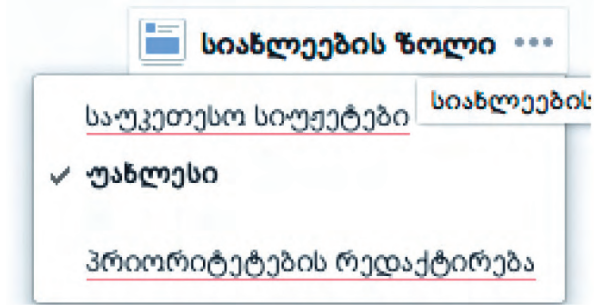 სიახლეების ზოლი
სიახლეების
საუკეთესო სიუჟეტები
უახლესი
პრიორიტეტების რედაქტირება